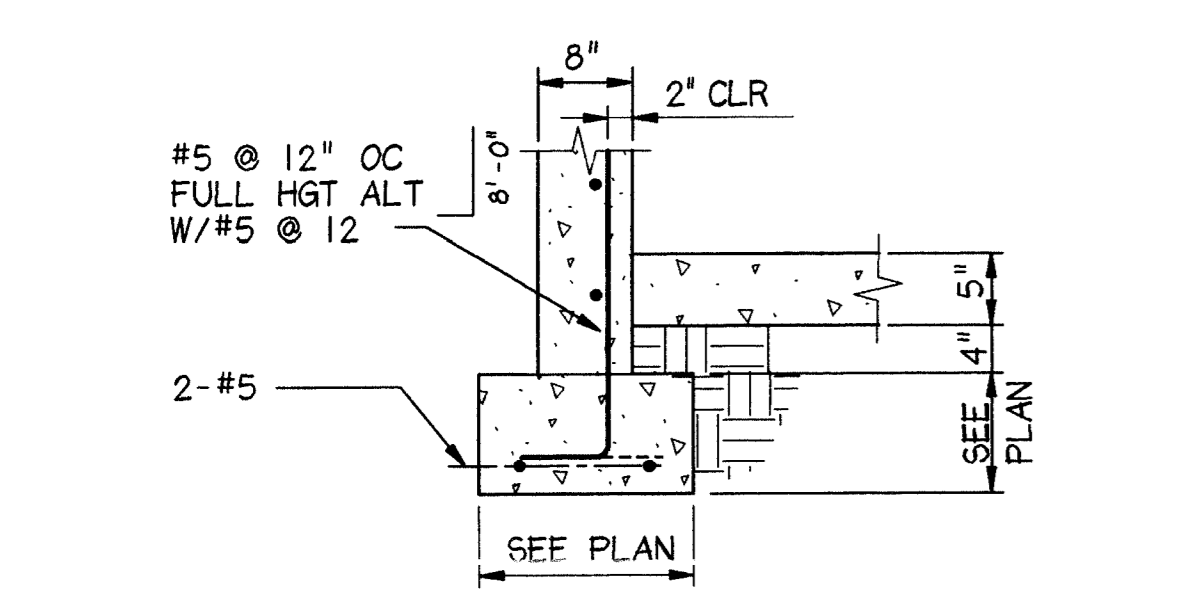 8"
2" CLR
#5 @ 12" OC
FULL HGT ALT
W/#5 @ 12
8'-0"
5"
4"
2-#5
SEE
PLAN
SEE PLAN